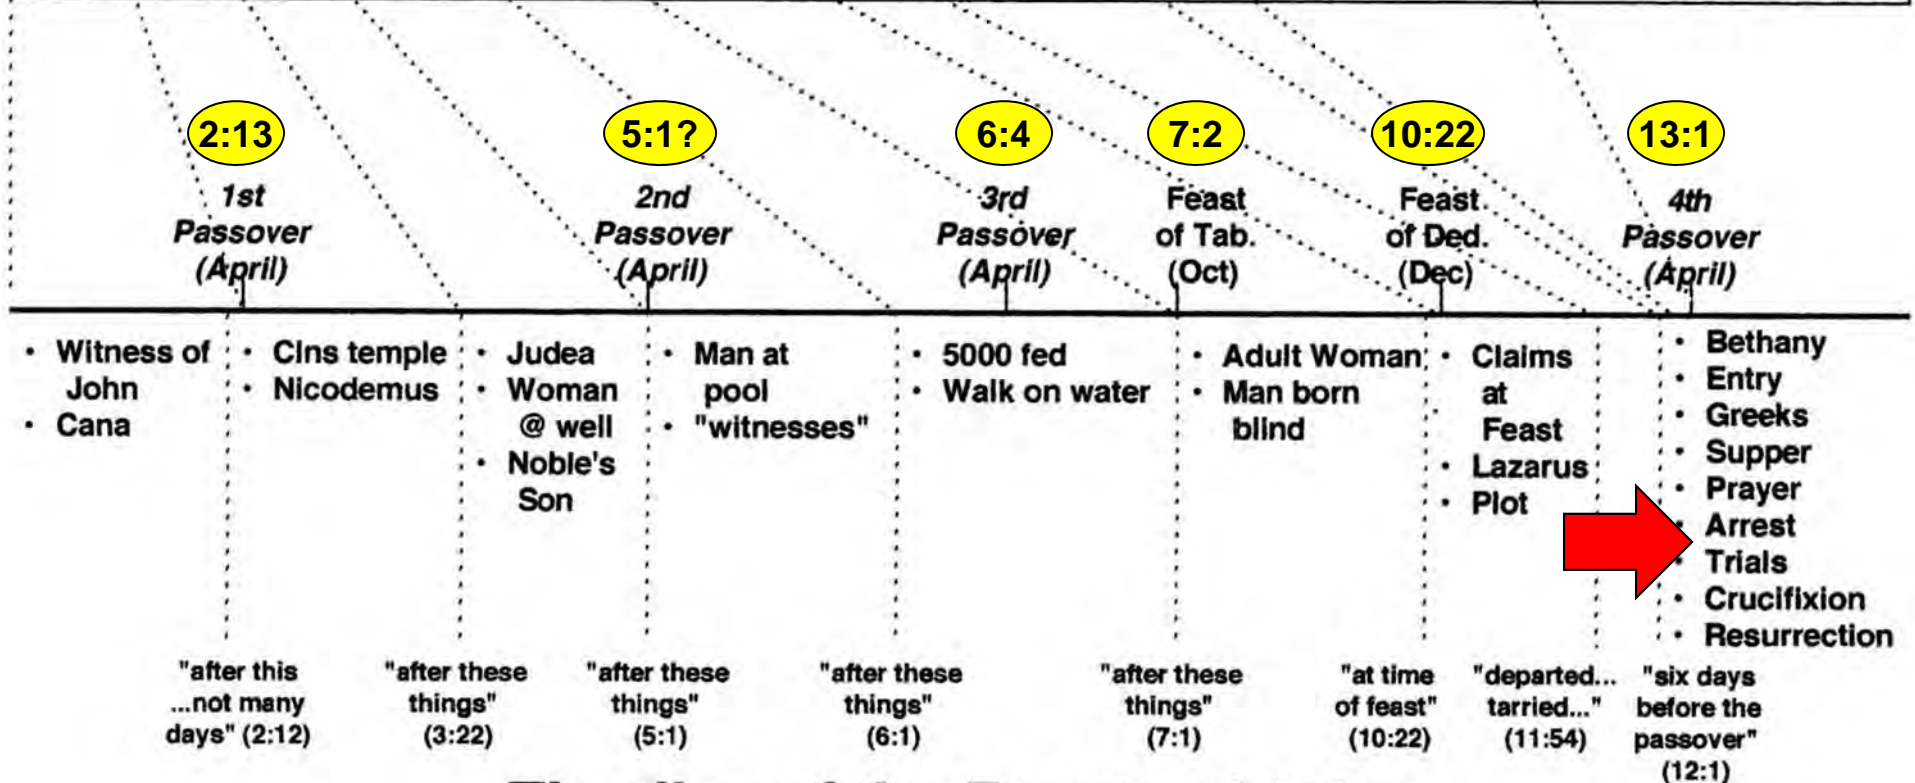 2:13
5:1?
6:4
7:2
10:22
13:1
1st
Passover
(April)
2nd
Passover
(April)
3rd
Passover
(April)
Feast
of Tab.
(Oct)
Feast
of Ded.
(Dec)
4th
Passover
(April)
• Witness of
John
• Cana
• Clns temple
• Nicodemus
• Judea
• Woman
@ well
• Noble's
Son
• Man at
pool
• "witnesses"
• 5000 fed
• Walk on water
• Adult Woman
• Man born
blind
• Claims
at
Feast
• Lazarus
• Plot
• Bethany
• Entry
• Greeks
• Supper
• Prayer
• Arrest
• Trials
• Crucifixion
• Resurrection
"after this
...not many
days" (2:12)
"after these
things"
(3:22)
"after these
things"
(5:1)
"after these
things"
(6:1)
"after these
things"
(7:1)
"at time
of feast"
(10:22)
"departed...
tarried..."
(11:54)
"six days
before the
passover"
(12:1)